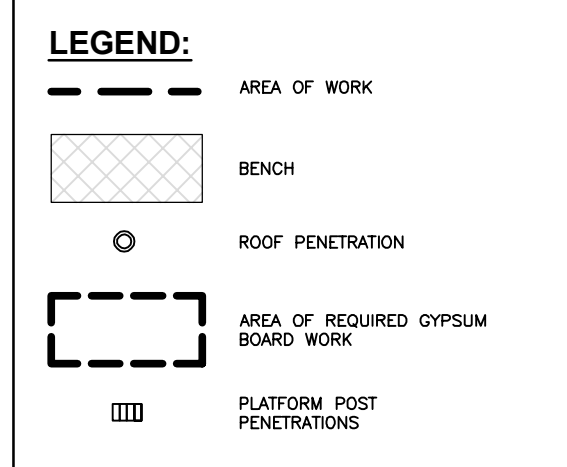 LEGEND:
AREA OF WORK
BENCH
ROOF PENETRATION
AREA OF REQUIRED GYPSUM
BOARD WORK
PLATFORM POST
PENETRATIONS